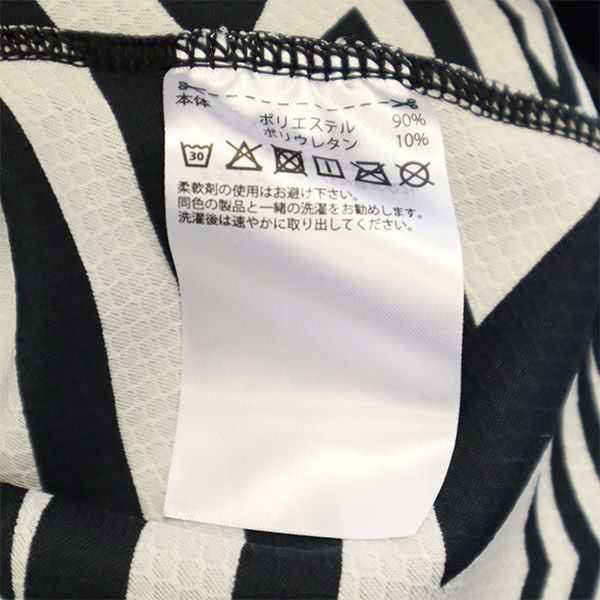 本体
ポリエステル 90%
ポリウレタン 10%
30
柔軟剤の使用はお避け下さい。
同色の製品と一緒の洗濯をお勧めします。
洗濯後は速やかに取り出してください。